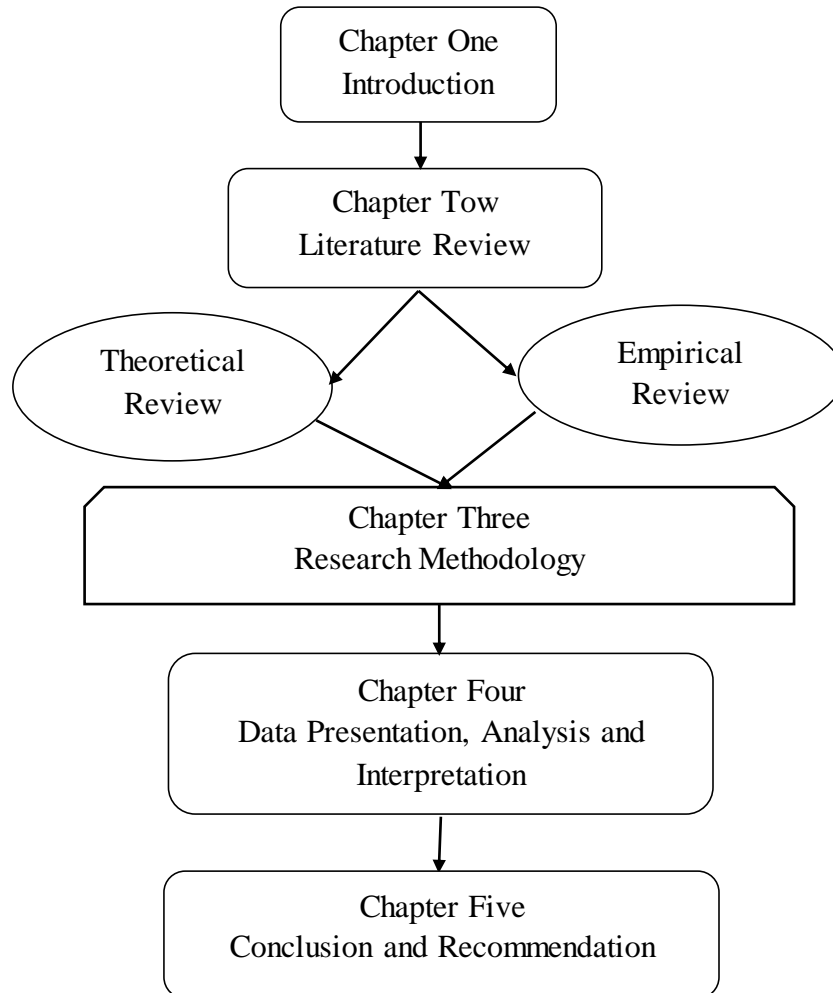 Chapter One
Introduction
Chapter Tow
Literature Review
Theoretical
Review
Empirical
Review
Chapter Three
Research Methodology
Chapter Four
Data Presentation, Analysis and
Interpretation
Chapter Five
Conclusion and Recommendation